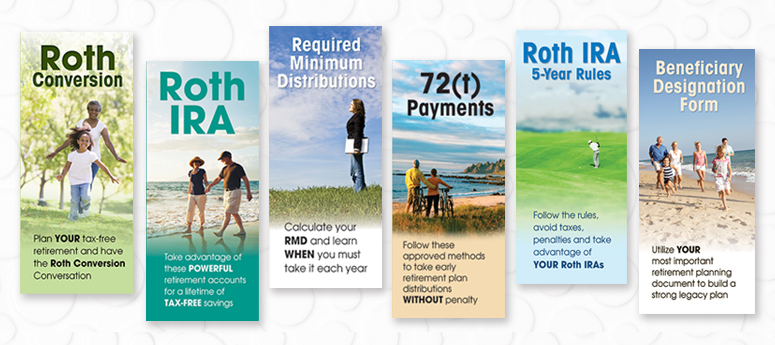 Roth
Conversion
Plan YOUR tax-free
retirement and have
the Roth Conversion
Conversation
Roth
IRA
Take advantage of
these POWERFUL
retirement accounts
for a lifetime of
TAX-FREE savings
Required
Minimum
Distributions
Calculate your
RMD and learn
WHEN you must
take it each year
72(t)
Payments
Follow these
approved methods
to take early
retirement plan
distributions
WITHOUT penalty
Roth IRA
5-Year Rules
Follow the rules,
avoid taxes,
penalties and take
advantage of
YOUR Roth IRAs
Beneficiary
Designation
Form
Utilize YOUR
most important
retirement planning
document to build a
strong legacy plan